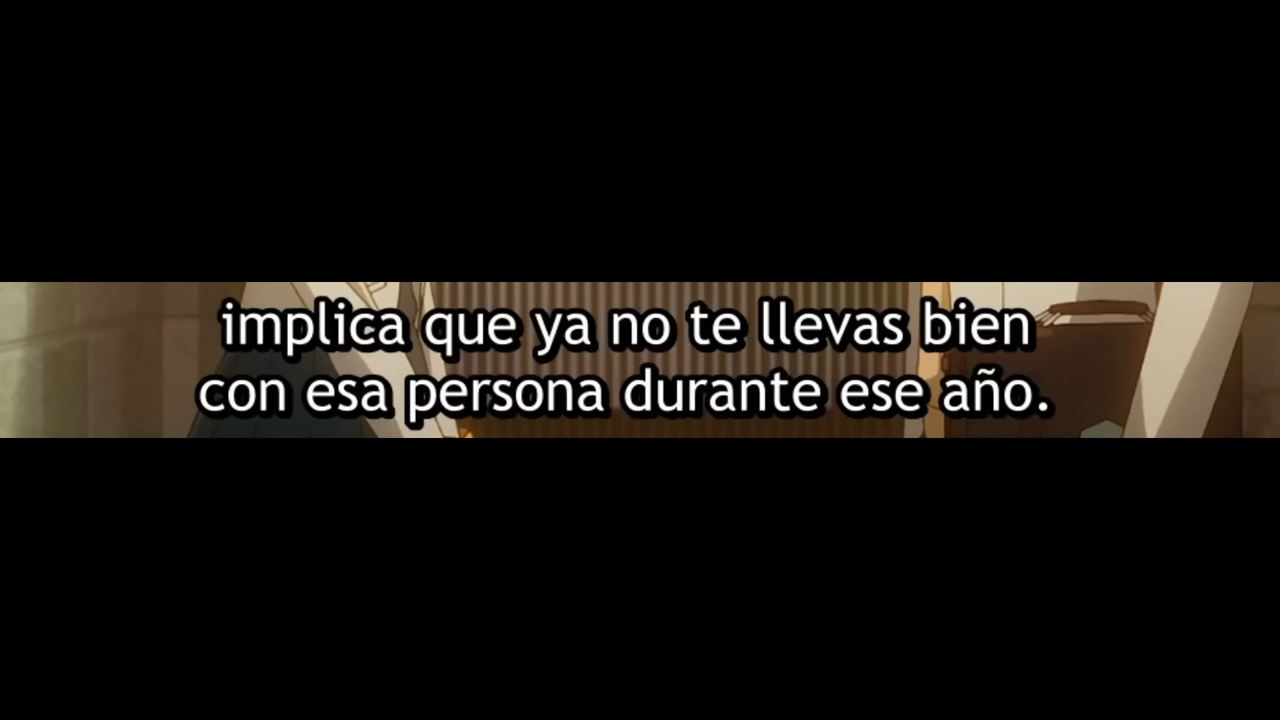 implica que ya no te llevas bien
con esa persona durante ese año.